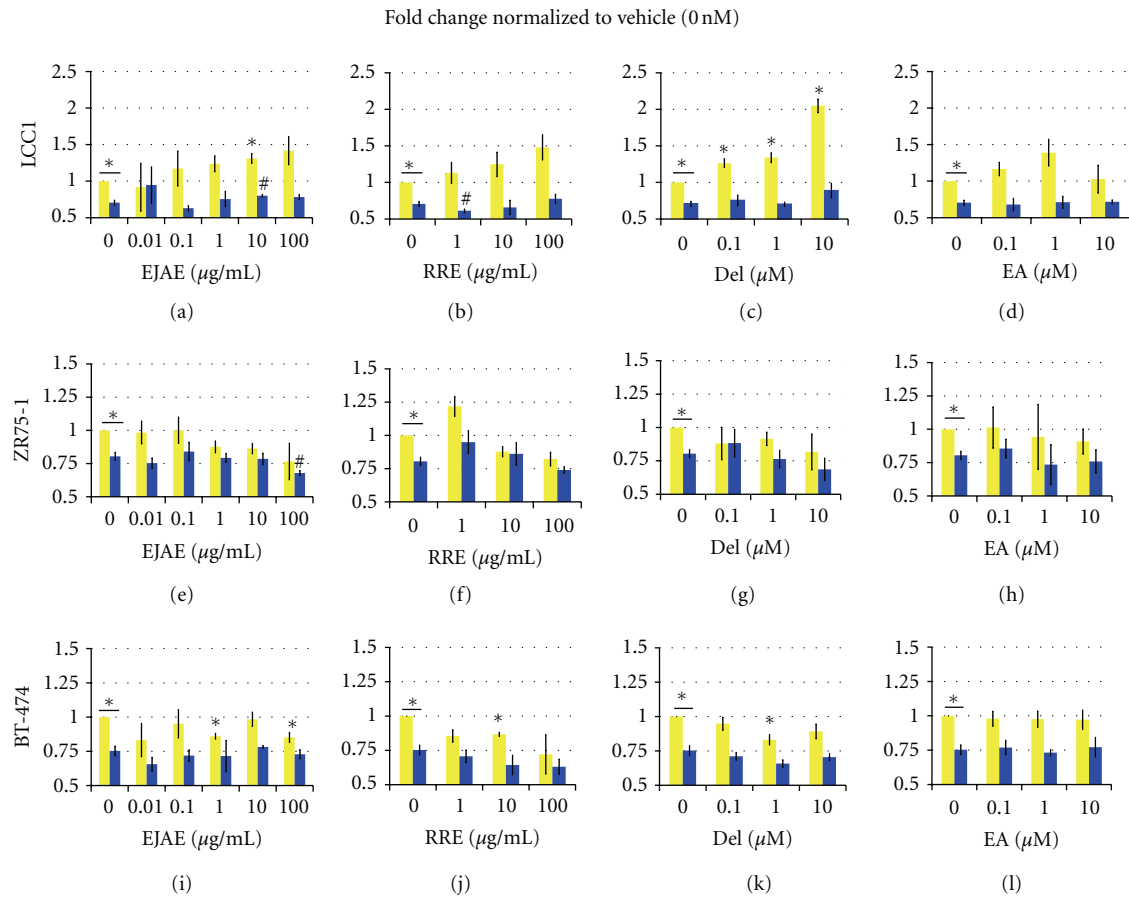 Fold change normalized to vehicle (0 nM)
LCC1
2.5
2
1.5
1
0.5
*
*
#
0 0.01 0.1 1 10 100
EJAE (µg/mL)
(a)
2.5
2
1.5
1
0.5
*
#
0 1 10 100
RRE (µg/mL)
(b)
2.5
2
1.5
1
0.5
*
*
*
*
0 0.1 1 10
Del (µM)
(c)
2.5
2
1.5
1
0.5
*
0 0.1 1 10
EA (µM)
(d)
ZR75-1
1.5
1.25
1
0.75
0.5
*
#
0 0.01 0.1 1 10 100
EJAE (µg/mL)
(e)
1.5
1.25
1
0.75
0.5
*
0 1 10 100
RRE (µg/mL)
(f)
1.5
1.25
1
0.75
0.5
*
0 0.1 1 10
Del (µM)
(g)
1.5
1.25
1
0.75
0.5
*
0 0.1 1 10
EA (µM)
(h)
BT-474
1.5
1.25
1
0.75
0.5
*
*
*
0 0.01 0.1 1 10 100
EJAE (µg/mL)
(i)
1.5
1.25
1
0.75
0.5
*
*
0 1 10 100
RRE (µg/mL)
(j)
1.5
1.25
1
0.75
0.5
*
*
0 0.1 1 10
Del (µM)
(k)
1.5
1.25
1
0.75
0.5
*
0 0.1 1 10
EA (µM)
(l)